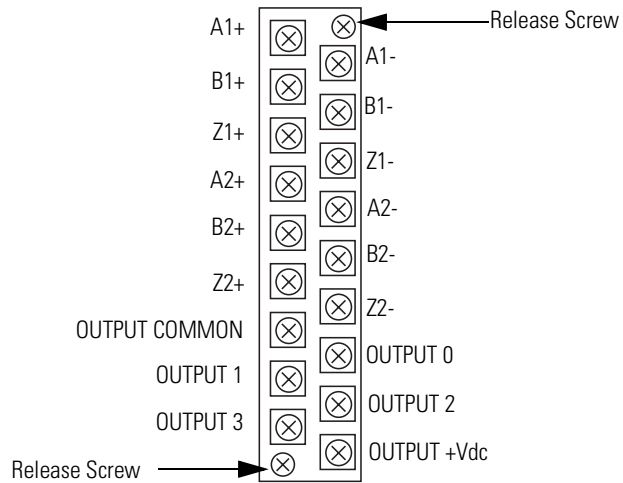 A1+
Release Screw
A1-
B1+
B1-
Z1+
Z1-
A2+
A2-
B2+
B2-
Z2+
Z2-
OUTPUT COMMON
OUTPUT 0
OUTPUT 1
OUTPUT 2
OUTPUT 3
OUTPUT +Vdc
Release Screw